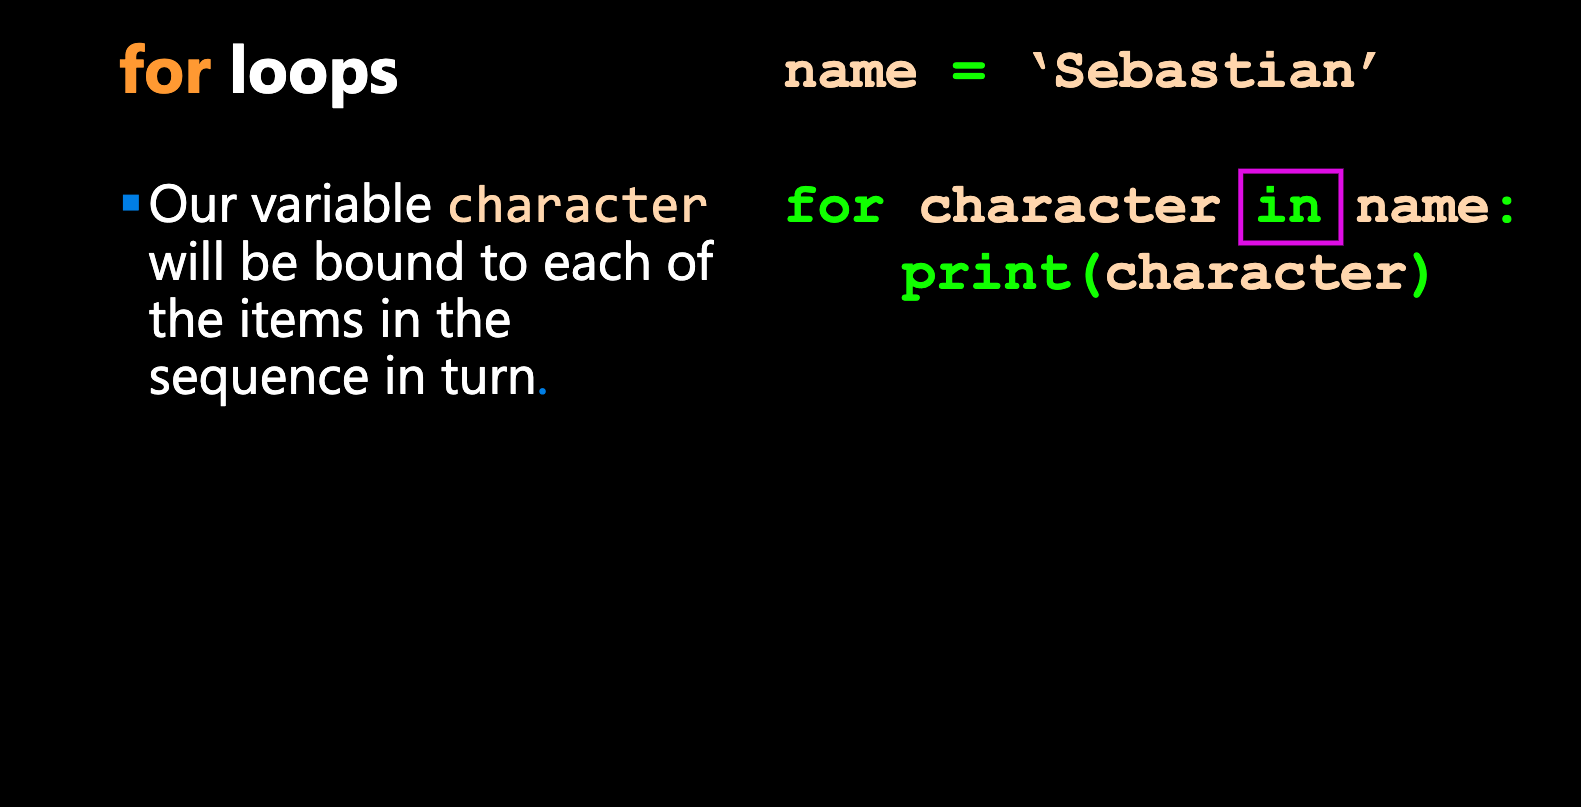 for loops
Our variable character
will be bound to each of
the items in the
sequence in turn.
name = ‘Sebastian’
for character in name:
    print(character)